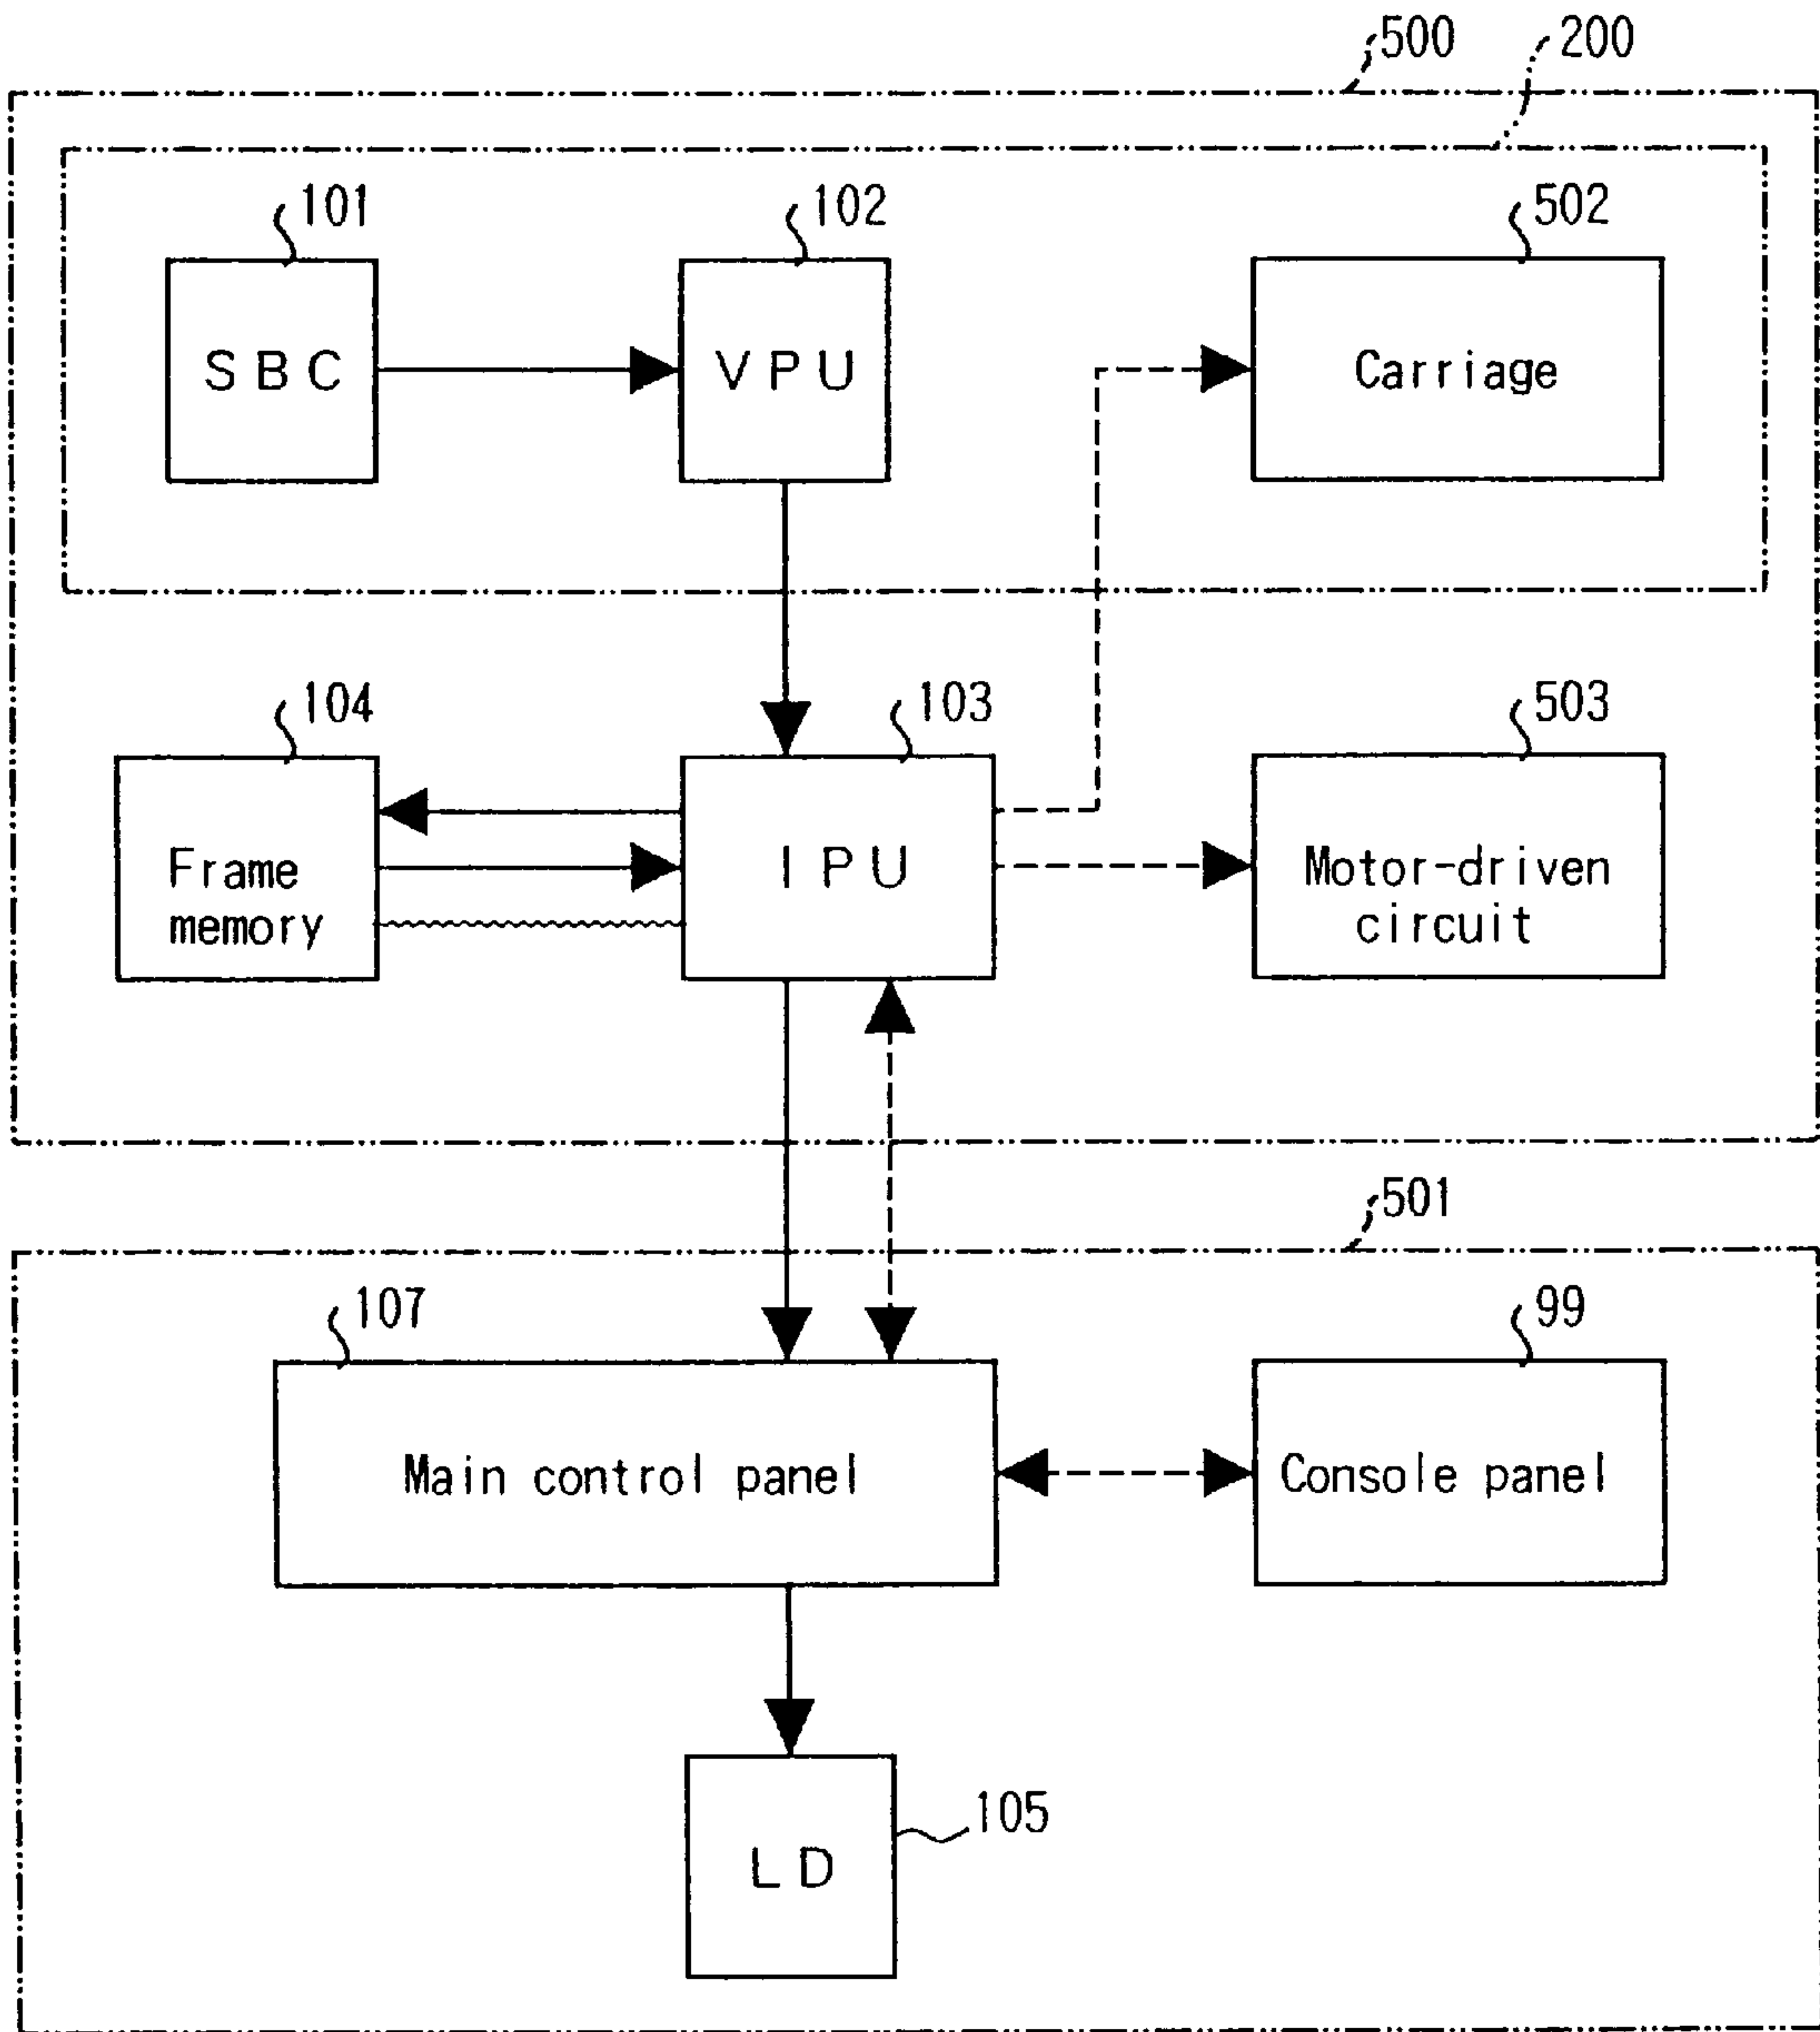 500
200
101
102
502
SBC
VPU
Carriage
104
103
503
Frame
memory
IPU
Motor-driven
circuit
501
107
99
Main control panel
Console panel
105
LD